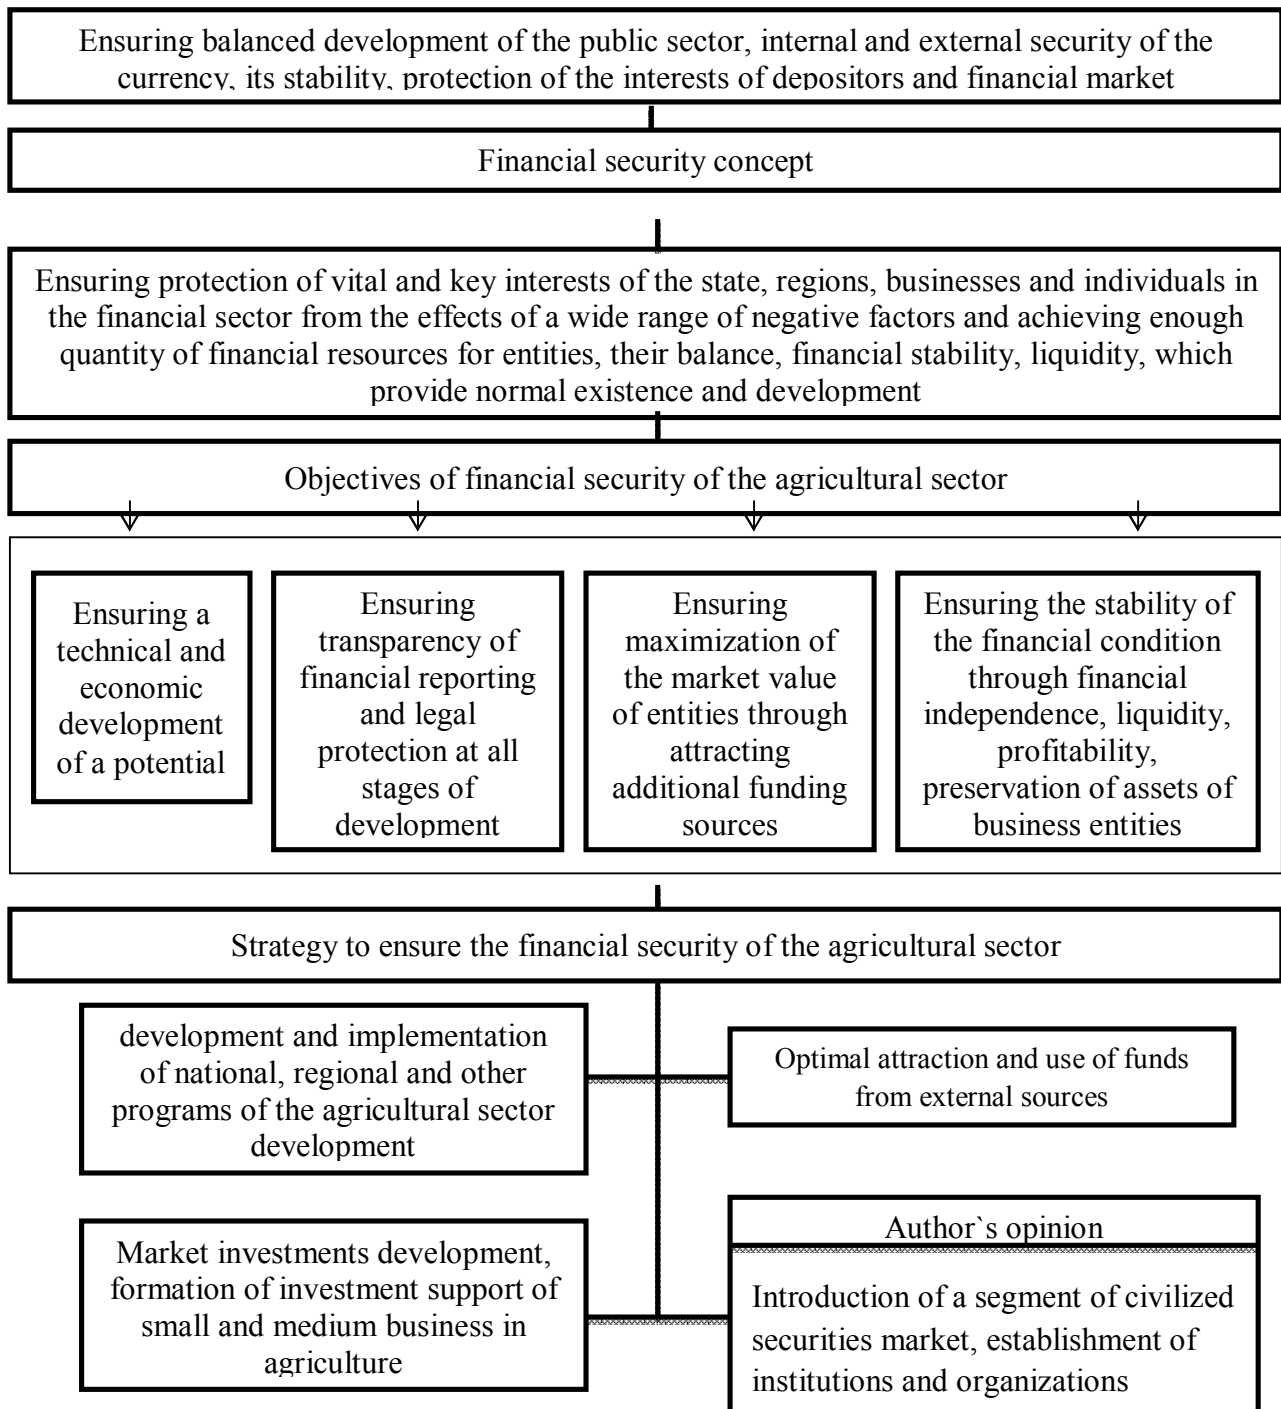 Ensuring balanced development of the public sector, internal and external security of the
currency, its stability, protection of the interests of depositors and financial market
Financial security concept
Ensuring protection of vital and key interests of the state, regions, businesses and individuals in
the financial sector from the effects of a wide range of negative factors and achieving enough
quantity of financial resources for entities, their balance, financial stability, liquidity, which
provide normal existence and development
Objectives of financial security of the agricultural sector
Ensuring a
technical and
economic
development
of a potential
Ensuring
transparency of
financial reporting
and legal
protection at all
stages of
development
Ensuring
maximization of
the market value
of entities through
attracting
additional funding
sources
Ensuring the stability of
the financial condition
through financial
independence, liquidity,
profitability,
preservation of assets of
business entities
Strategy to ensure the financial security of the agricultural sector
development and implementation
of national, regional and other
programs of the agricultural sector
development
Optimal attraction and use of funds
from external sources
Market investments development,
formation of investment support of
small and medium business in
agriculture
Author`s opinion
Introduction of a segment of civilized
securities market, establishment of
institutions and organizations